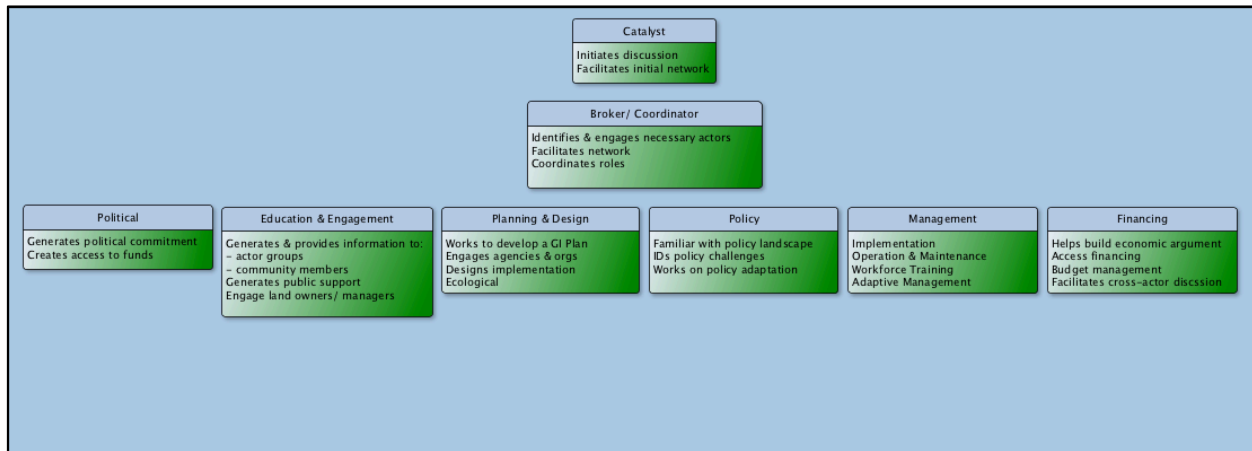 Catalyst
Initiates discussion
Facilitates initial network
Broker/ Coordinator
Identifies & engages necessary actors
Facilitates network
Coordinates roles
Political
Generates political commitment
Creates access to funds
Education & Engagement
Generates & provides information to:
– actor groups
– community members
Generates public support
Engage land owners/ managers
Planning & Design
Works to develop a GI Plan
Engages agencies & orgs
Designs implementation
Ecological
Policy
Familiar with policy landscape
IDs policy challenges
Works on policy adaptation
Management
Implementation
Operation & Maintenance
Workforce Training
Adaptive Management
Financing
Helps build economic argument
Access financing
Budget management
Facilitates cross-actor discssion